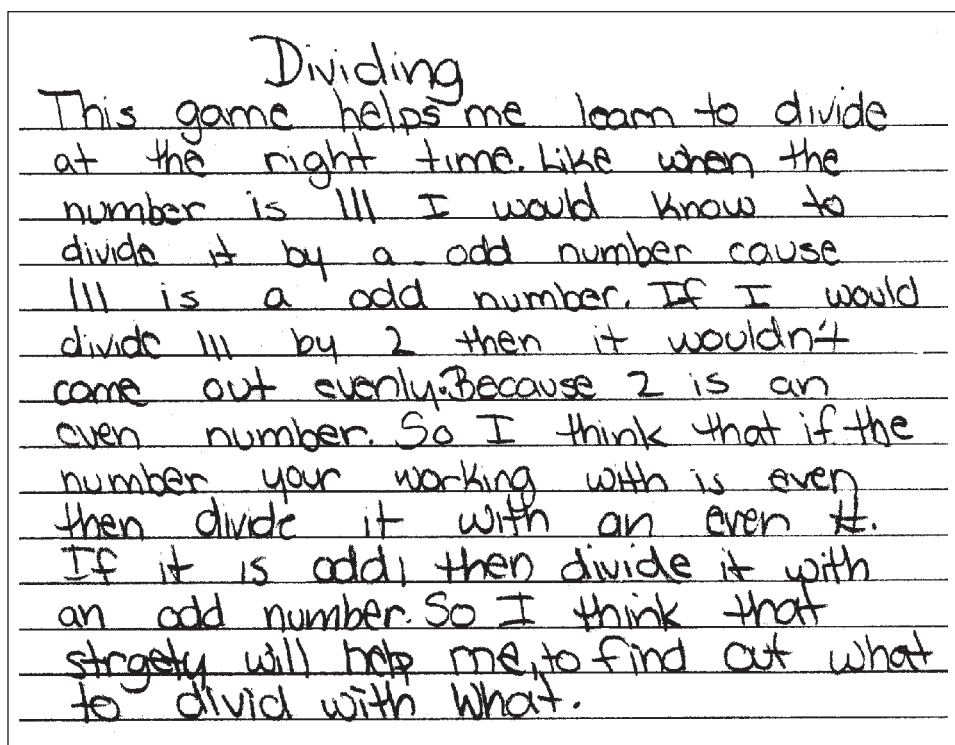 Dividing
This game helps me learn to divide
at the right time. Like when the
number is 111 I would know to
divide it by a odd number cause
111 is a odd number. If I would
divide 111 by 2 then it wouldn't
come out evenly. Because 2 is an
even number. So I think that if the
number your working with is even
then divide it with an even #.
If it is odd, then divide it with
an odd number. So I think that
strgety will help me, to find out what
to divid with what.